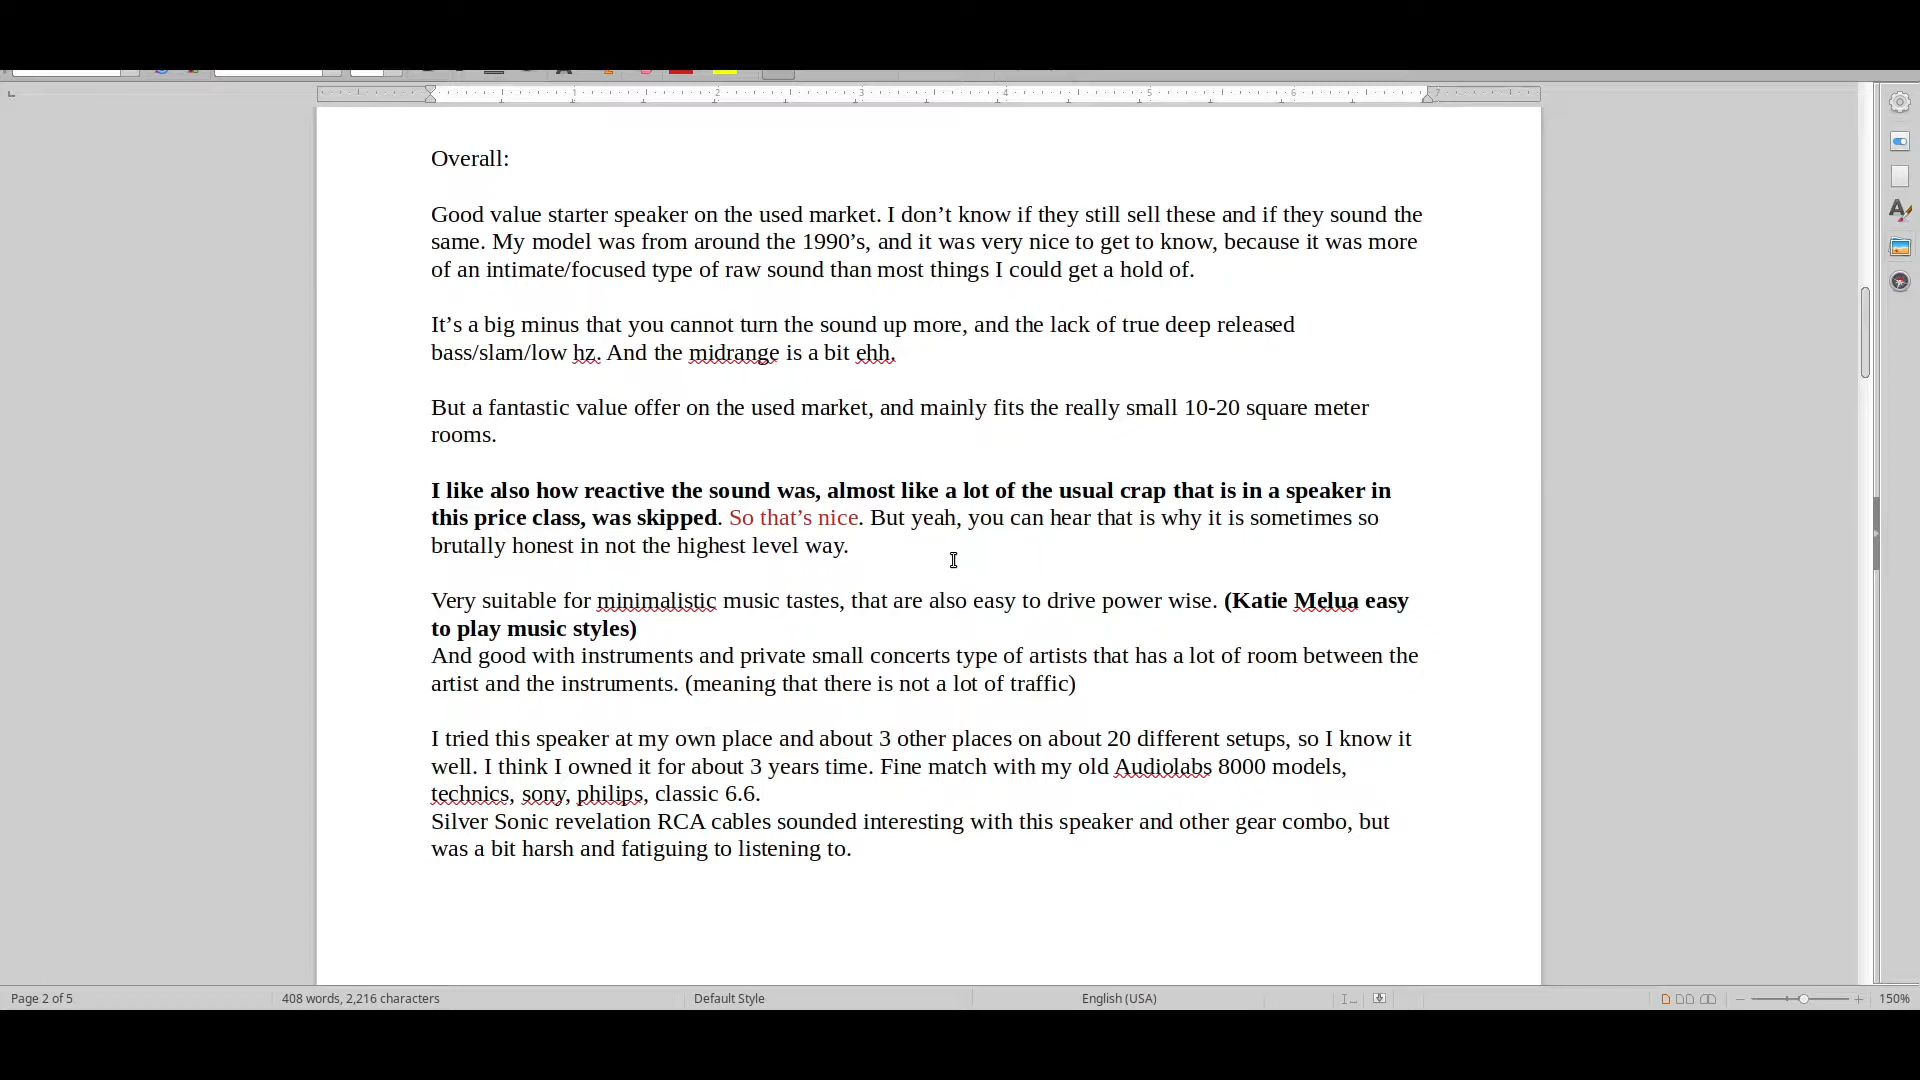 1 2 3 4 5 6 7
Overall:
Good value starter speaker on the used market. I don’t know if they still sell these and if they sound the
same. My model was from around the 1990’s, and it was very nice to get to know, because it was more
of an intimate/focused type of raw sound than most things I could get a hold of.
It’s a big minus that you cannot turn the sound up more, and the lack of true deep released
bass/slam/low hz. And the midrange is a bit ehh.
But a fantastic value offer on the used market, and mainly fits the really small 10-20 square meter
rooms.
I like also how reactive the sound was, almost like a lot of the usual crap that is in a speaker in
this price class, was skipped. So that’s nice. But yeah, you can hear that is why it is sometimes so
brutally honest in not the highest level way.
Very suitable for minimalistic music tastes, that are also easy to drive power wise. (Katie Melua easy
to play music styles)
And good with instruments and private small concerts type of artists that has a lot of room between the
artist and the instruments. (meaning that there is not a lot of traffic)
I tried this speaker at my own place and about 3 other places on about 20 different setups, so I know it
well. I think I owned it for about 3 years time. Fine match with my old Audiolabs 8000 models,
technics, sony, philips, classic 6.6.
Silver Sonic revelation RCA cables sounded interesting with this speaker and other gear combo, but
was a bit harsh and fatiguing to listening to.
Page 2 of 5 408 words, 2,216 characters Default Style English (USA) 150%